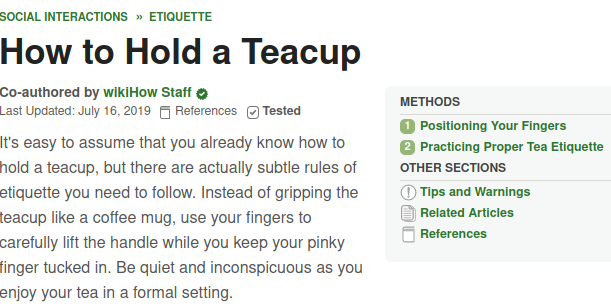 SOCIAL INTERACTIONS » ETIQUETTE
How to Hold a Teacup
Co-authored by wikiHow Staff
Last Updated: July 16, 2019 References Tested
It's easy to assume that you already know how to
hold a teacup, but there are actually subtle rules of
etiquette you need to follow. Instead of gripping the
teacup like a coffee mug, use your fingers to
carefully lift the handle while you keep your pinky
finger tucked in. Be quiet and inconspicuous as you
enjoy your tea in a formal setting.
METHODS
1 Positioning Your Fingers
2 Practicing Proper Tea Etiquette
OTHER SECTIONS
Tips and Warnings
Related Articles
References